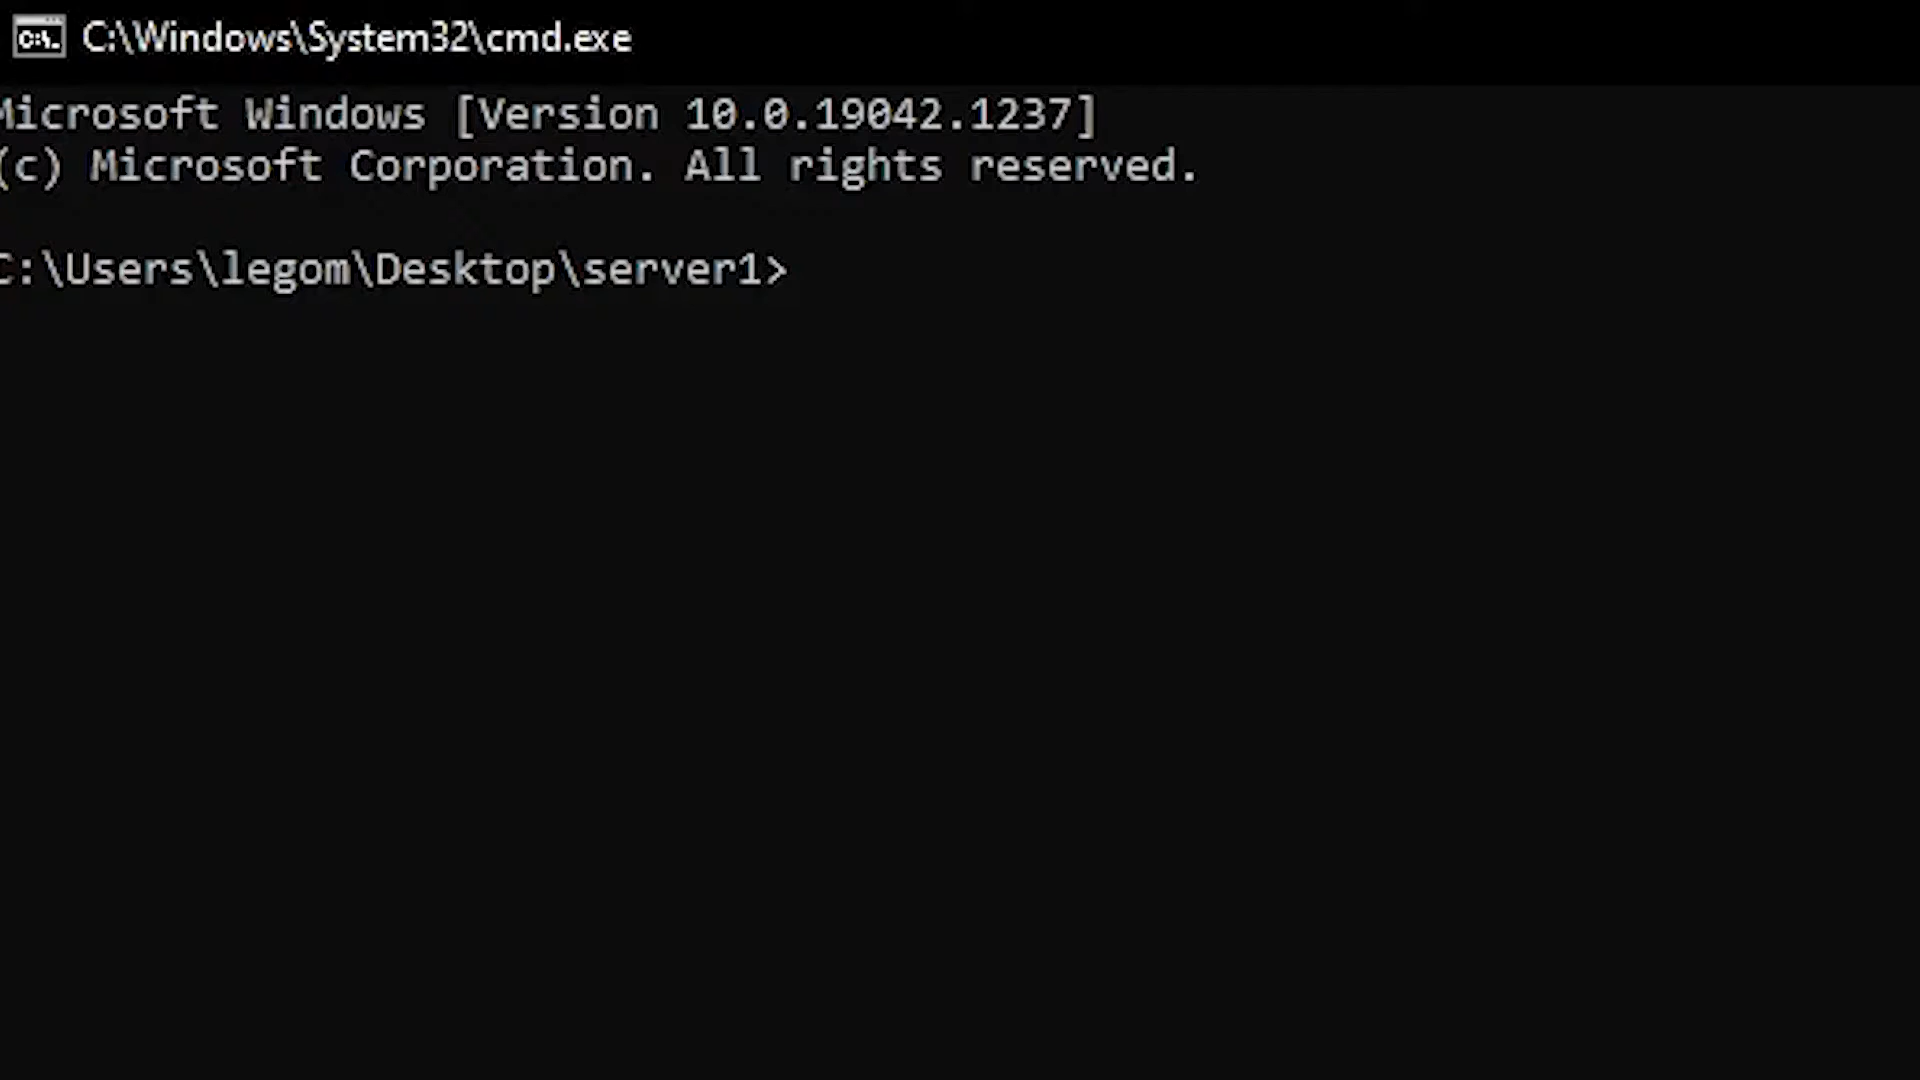 C:\Windows\System32\cmd.exe
Microsoft Windows [Version 10.0.19042.1237]
(c) Microsoft Corporation. All rights reserved.
C:\Users\legom\Desktop\server1>